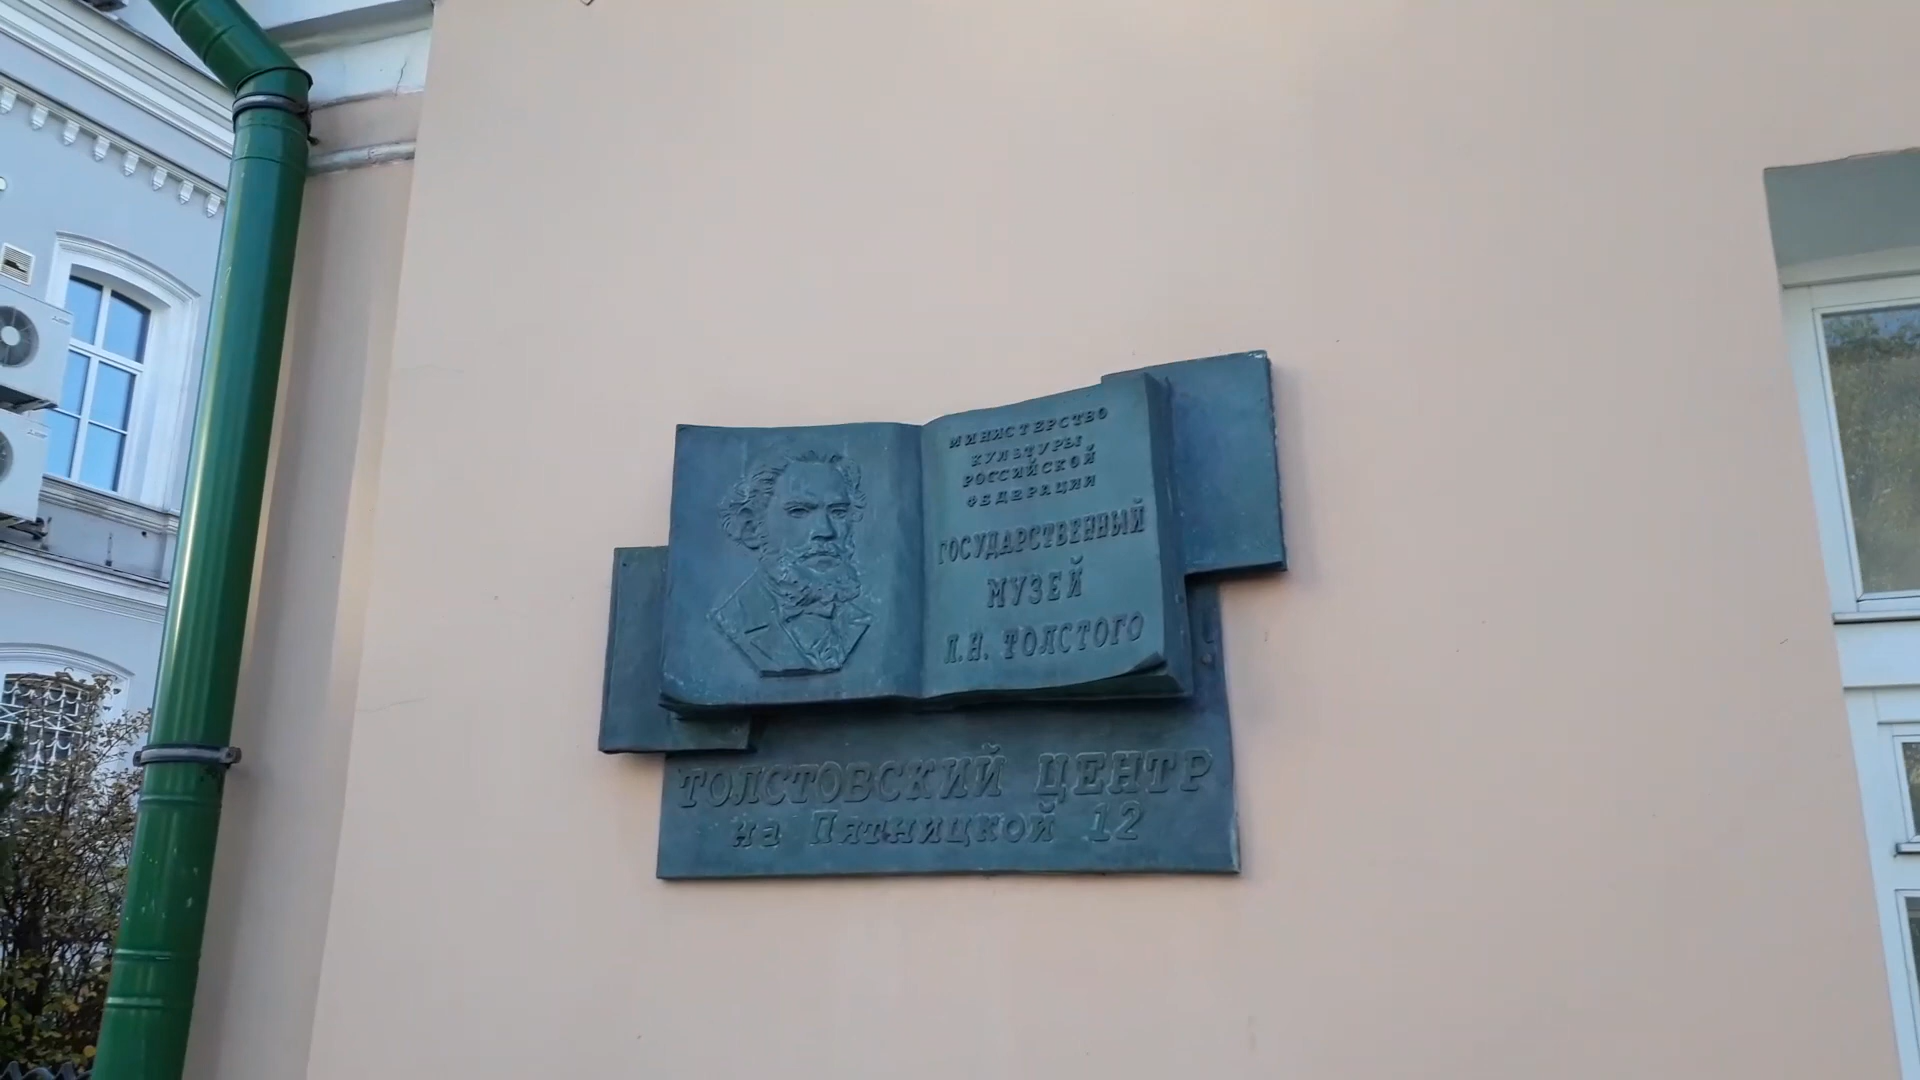 МИНИСТЕРСТВО
КУЛЬТУРЫ
РОССИЙСКОЙ
ФЕДЕРАЦИИ
ГОСУДАРСТВЕННЫЙ
МУЗЕЙ
Л.Н. ТОЛСТОГО
ТОЛСТОВСКИЙ ЦЕНТР
на Пятницкой 12